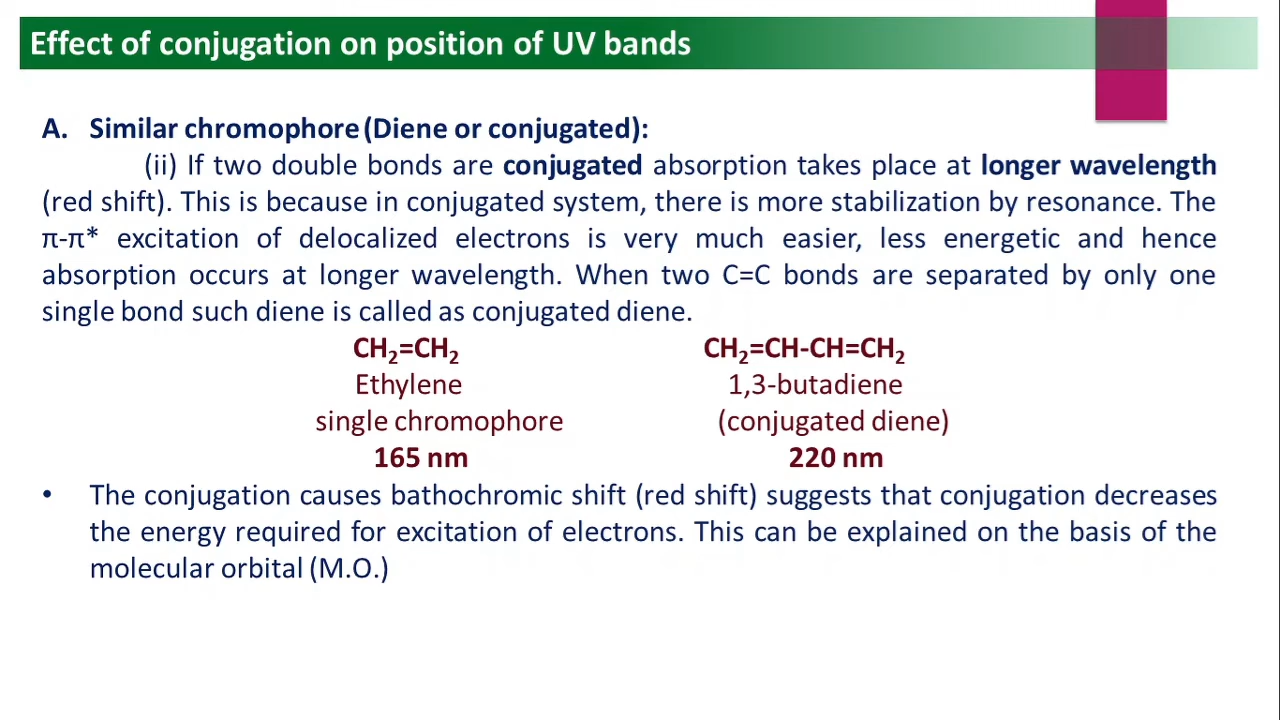 Effect of conjugation on position of UV bands
A. Similar chromophore (Diene or conjugated):
(ii) If two double bonds are conjugated absorption takes place at longer wavelength
(red shift). This is because in conjugated system, there is more stabilization by resonance. The
π-π* excitation of delocalized electrons is very much easier, less energetic and hence
absorption occurs at longer wavelength. When two C=C bonds are separated by only one
single bond such diene is called as conjugated diene.
CH₂=CH₂ CH₂=CH-CH=CH₂
Ethylene 1,3-butadiene
single chromophore (conjugated diene)
165 nm 220 nm
• The conjugation causes bathochromic shift (red shift) suggests that conjugation decreases
the energy required for excitation of electrons. This can be explained on the basis of the
molecular orbital (M.O.)